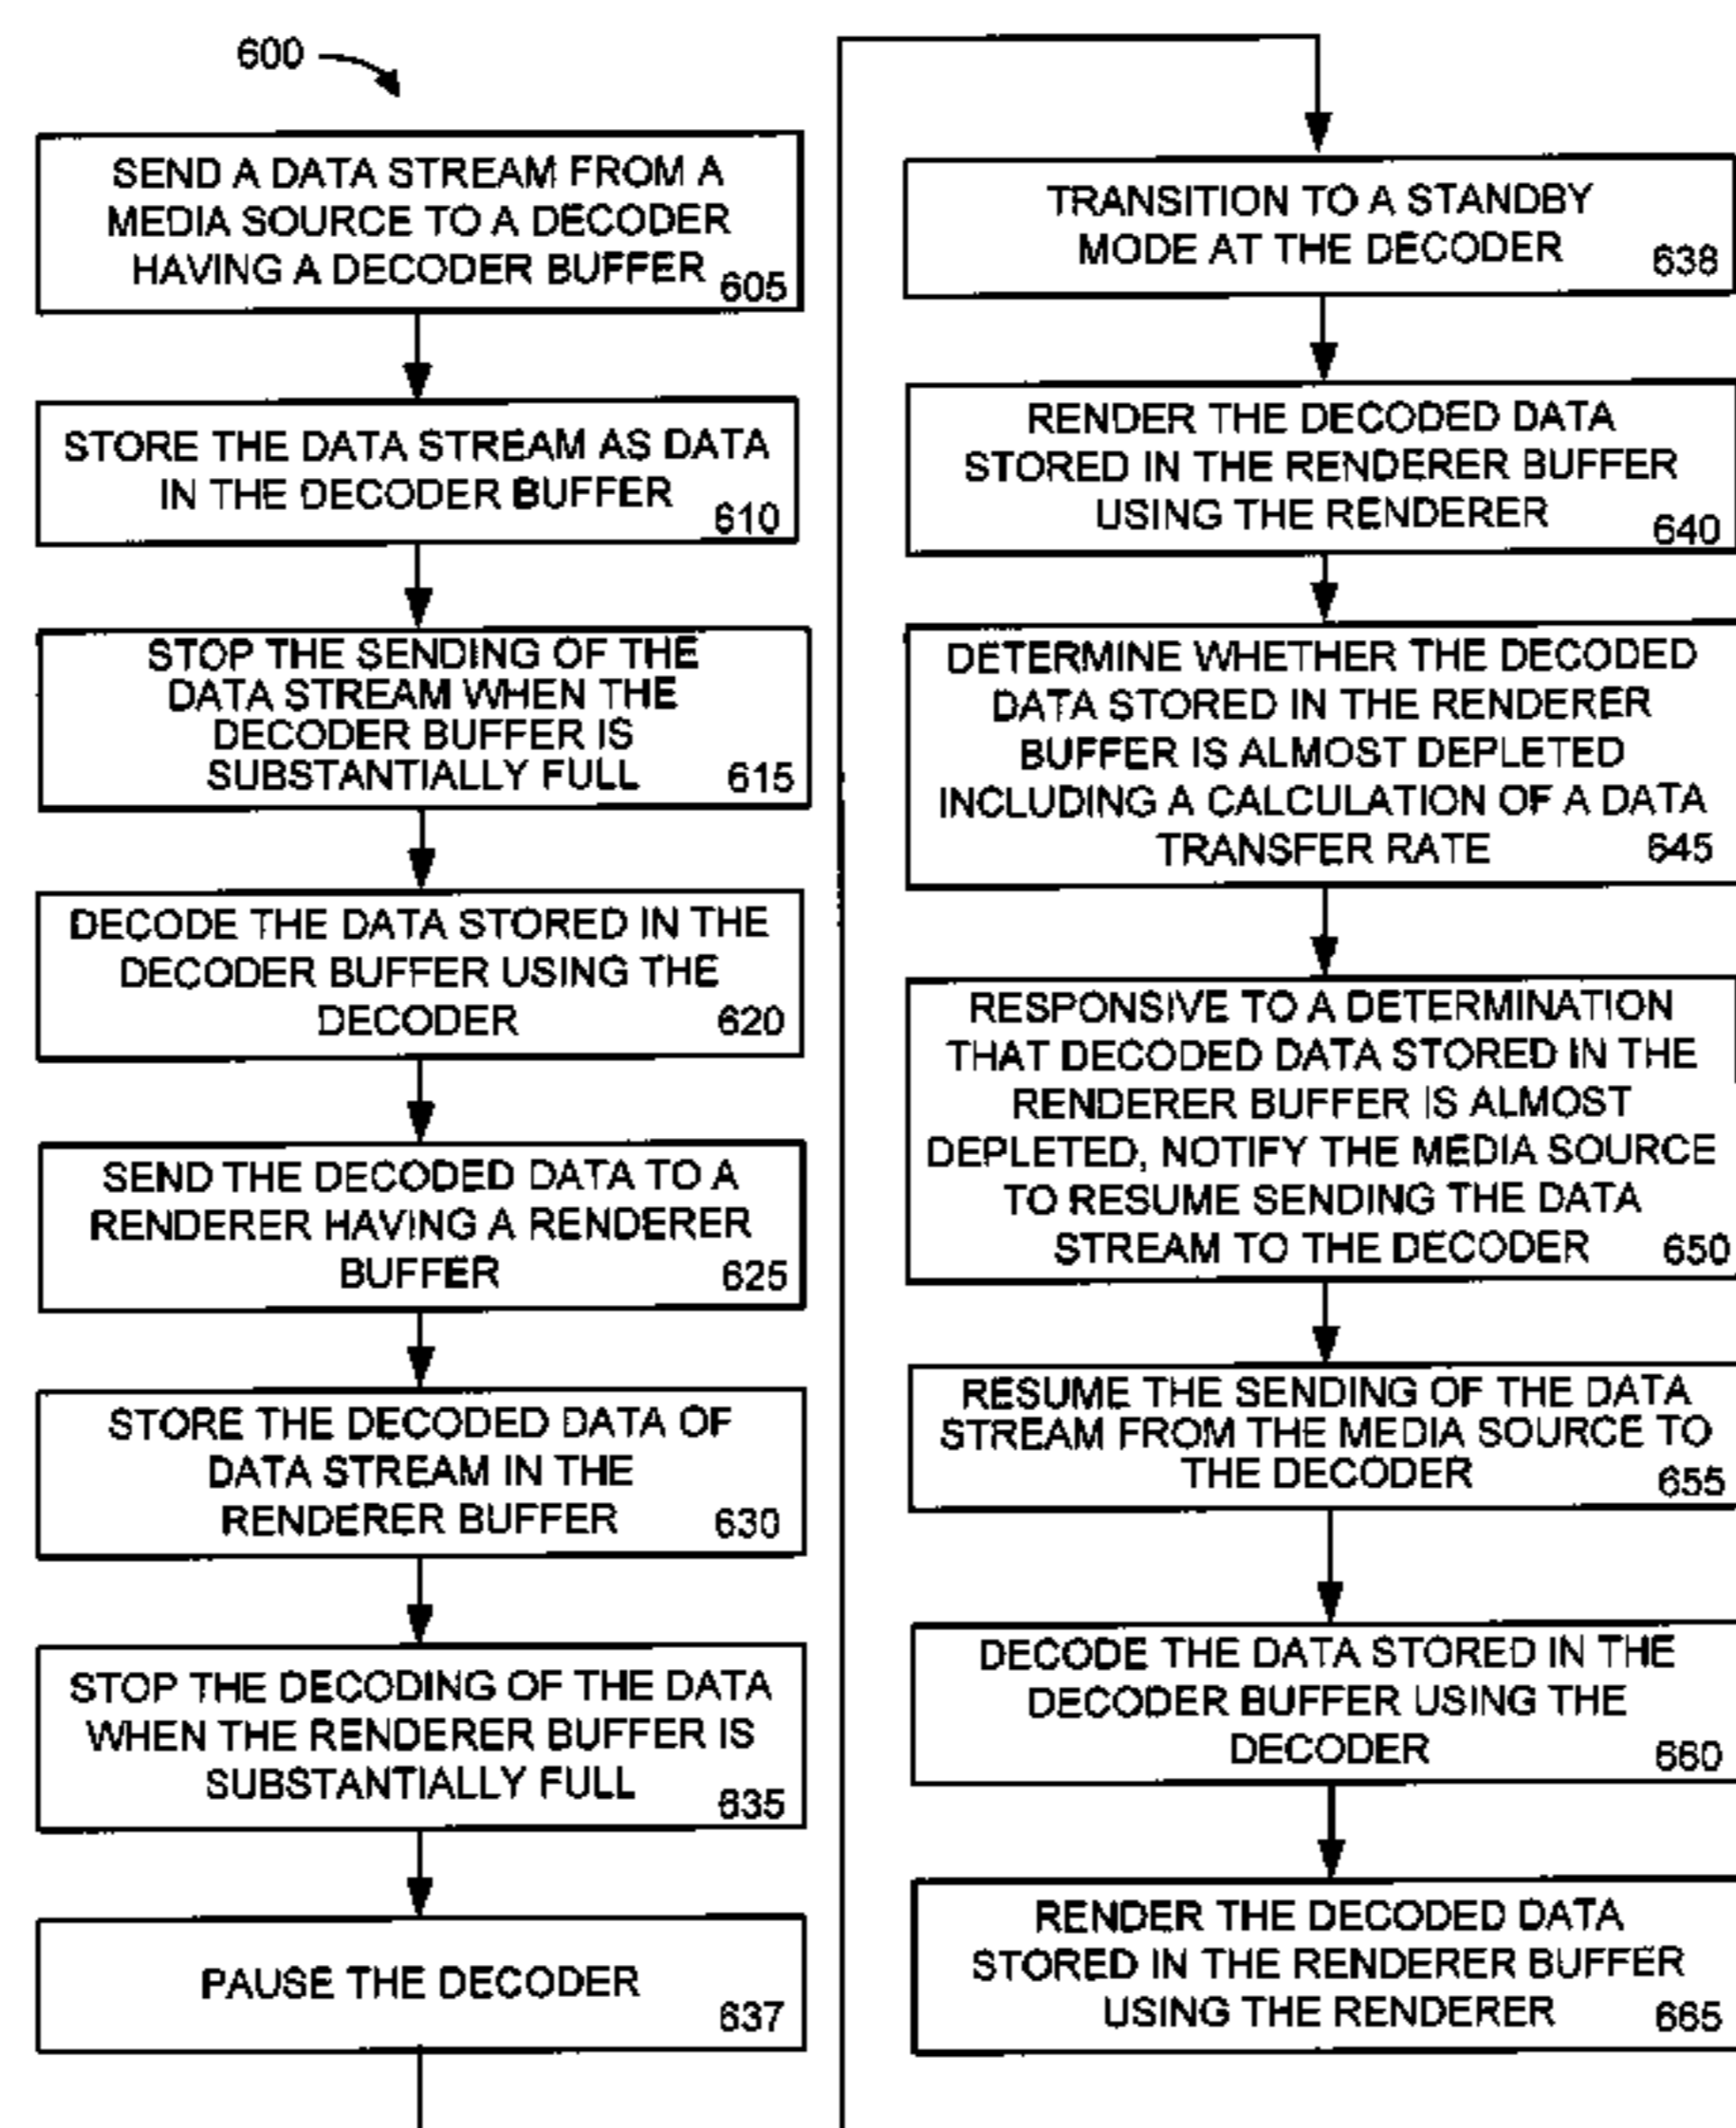 600
SEND A DATA STREAM FROM A
MEDIA SOURCE TO A DECODER
HAVING A DECODER BUFFER
605
STORE THE DATA STREAM AS DATA
IN THE DECODER BUFFER
610
STOP THE SENDING OF THE
DATA STREAM WHEN THE
DECODER BUFFER IS
SUBSTANTIALLY FULL 615
DECODE THE DATA STORED IN THE
DECODER BUFFER USING THE
DECODER 620
SEND THE DECODED DATA TO A
RENDERER HAVING A RENDERER
BUFFER 625
STORE THE DECODED DATA OF
DATA STREAM IN THE
RENDERER BUFFER 630
STOP THE DECODING OF THE DATA
WHEN THE RENDERER BUFFER IS
SUBSTANTIALLY FULL 635
PAUSE THE DECODER
637
TRANSITION TO A STANDBY
MODE AT THE DECODER 638
RENDER THE DECODED DATA
STORED IN THE RENDERER BUFFER
USING THE RENDERER 640
DETERMINE WHETHER THE DECODED
DATA STORED IN THE RENDERER
BUFFER IS ALMOST DEPLETED
INCLUDING A CALCULATION OF A DATA
TRANSFER RATE 645
RESPONSIVE TO A DETERMINATION
THAT DECODED DATA STORED IN THE
RENDERER BUFFER IS ALMOST
DEPLETED, NOTIFY THE MEDIA SOURCE
TO RESUME SENDING THE DATA
STREAM TO THE DECODER 650
RESUME THE SENDING OF THE DATA
STREAM FROM THE MEDIA SOURCE TO
THE DECODER 655
DECODE THE DATA STORED IN THE
DECODER BUFFER USING THE
DECODER 660
RENDER THE DECODED DATA
STORED IN THE RENDERER BUFFER
USING THE RENDERER 665